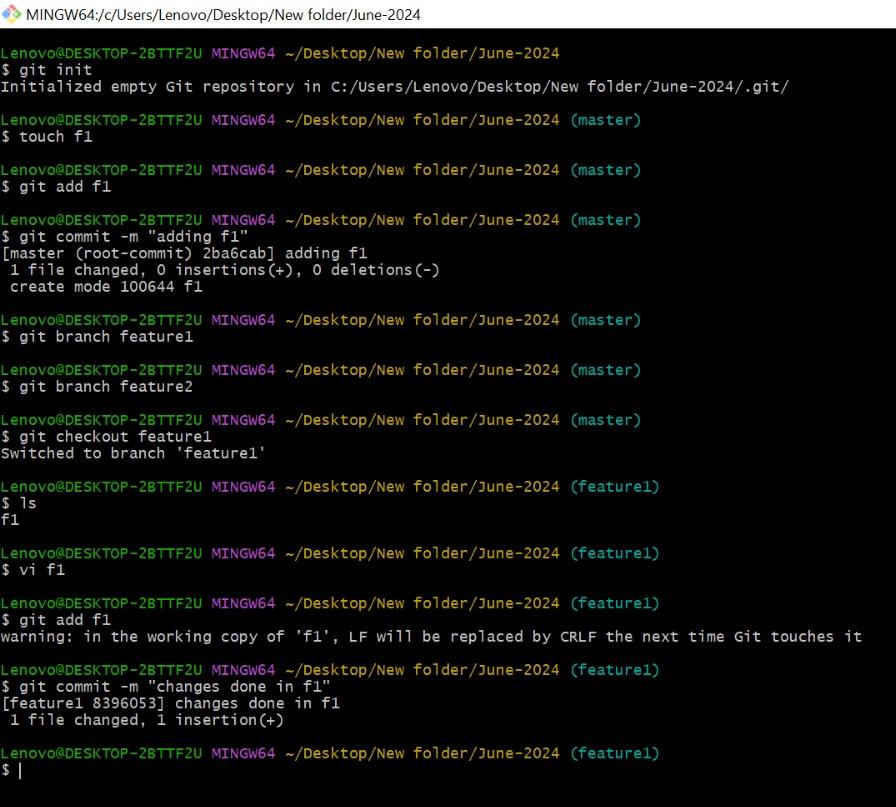 MINGW64:/c/Users/Lenovo/Desktop/New folder/June-2024
Lenovo@DESKTOP-2BTTF2U MINGW64 ~/Desktop/New folder/June-2024
$ git init
Initialized empty Git repository in C:/Users/Lenovo/Desktop/New folder/June-2024/.git/
Lenovo@DESKTOP-2BTTF2U MINGW64 ~/Desktop/New folder/June-2024 (master)
$ touch f1
Lenovo@DESKTOP-2BTTF2U MINGW64 ~/Desktop/New folder/June-2024 (master)
$ git add f1
Lenovo@DESKTOP-2BTTF2U MINGW64 ~/Desktop/New folder/June-2024 (master)
$ git commit -m "adding f1"
[master (root-commit) 2ba6cab] adding f1
 1 file changed, 0 insertions(+), 0 deletions(-)
 create mode 100644 f1
Lenovo@DESKTOP-2BTTF2U MINGW64 ~/Desktop/New folder/June-2024 (master)
$ git branch feature1
Lenovo@DESKTOP-2BTTF2U MINGW64 ~/Desktop/New folder/June-2024 (master)
$ git branch feature2
Lenovo@DESKTOP-2BTTF2U MINGW64 ~/Desktop/New folder/June-2024 (master)
$ git checkout feature1
Switched to branch 'feature1'
Lenovo@DESKTOP-2BTTF2U MINGW64 ~/Desktop/New folder/June-2024 (feature1)
$ ls
f1
Lenovo@DESKTOP-2BTTF2U MINGW64 ~/Desktop/New folder/June-2024 (feature1)
$ vi f1
Lenovo@DESKTOP-2BTTF2U MINGW64 ~/Desktop/New folder/June-2024 (feature1)
$ git add f1
warning: in the working copy of 'f1', LF will be replaced by CRLF the next time Git touches it
Lenovo@DESKTOP-2BTTF2U MINGW64 ~/Desktop/New folder/June-2024 (feature1)
$ git commit -m "changes done in f1"
[feature1 8396053] changes done in f1
 1 file changed, 1 insertion(+)
Lenovo@DESKTOP-2BTTF2U MINGW64 ~/Desktop/New folder/June-2024 (feature1)
$